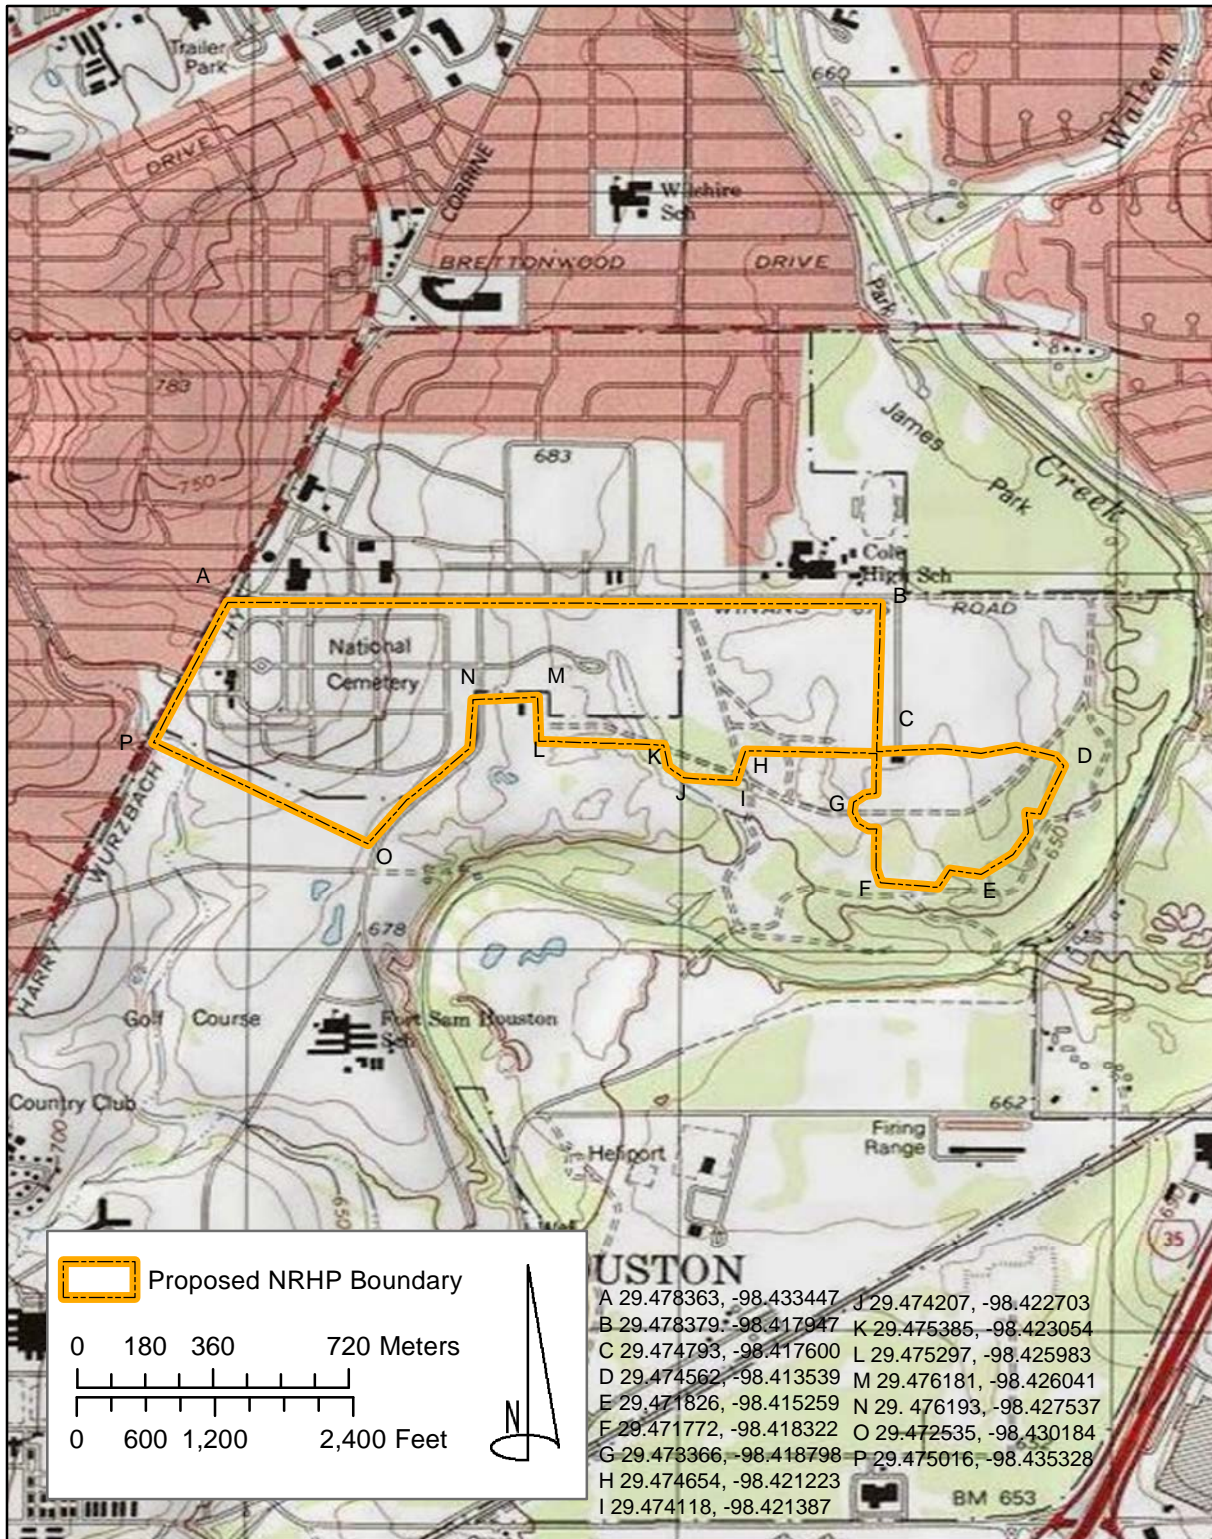 Trailer
Park
660
Walzem
DRIVE
CORRINE
Wilshire
Sch
BRETTONWOOD DRIVE
Park
783
James
Park
Creek
683
750
Cole
High Sch
A
B
WINANS ROAD
HY
National
Cemetery
N
M
C
D
P
L
K
H
J
I
G
O
F
E
650
HARRY WURZBACH
678
Golf Course
Fort Sam Houston
Sch
Country Club
700
662
Firing
Range
Heliport
650
35
USTON
Proposed NRHP Boundary
0 180 360 720 Meters
0 600 1,200 2,400 Feet
N
A 29.478363, -98.433447
B 29.478379. -98.417947
C 29.474793, -98.417600
D 29.474562, -98.413539
E 29.471826, -98.415259
F 29.471772, -98.418322
G 29.473366, -98.418798
H 29.474654, -98.421223
I 29.474118, -98.421387
J 29.474207, -98.422703
K 29.475385, -98.423054
L 29.475297, -98.425983
M 29.476181, -98.426041
N 29. 476193, -98.427537
O 29.472535, -98.430184
P 29.475016, -98.435328
BM 653